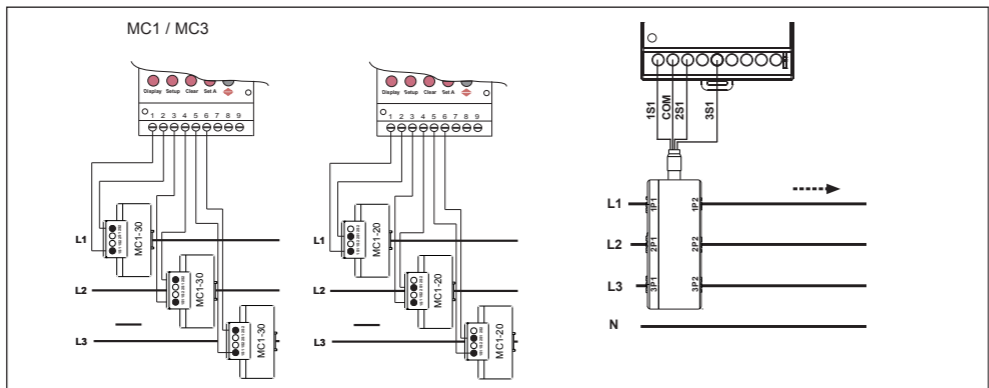 MC1 / MC3
Display Setup Clear Set A
1 2 3 4 5 6 7 8 9
L1
MC1-30
L2
MC1-30
L3
MC1-30
Display Setup Clear Set A
1 2 3 4 5 6 7 8 9
L1
MC1-20
L2
MC1-20
L3
MC1-20
1S1
COM
2S1
3S1
L1
1P1
1P2
L2
2P1
2P2
L3
3P1
3P2
N